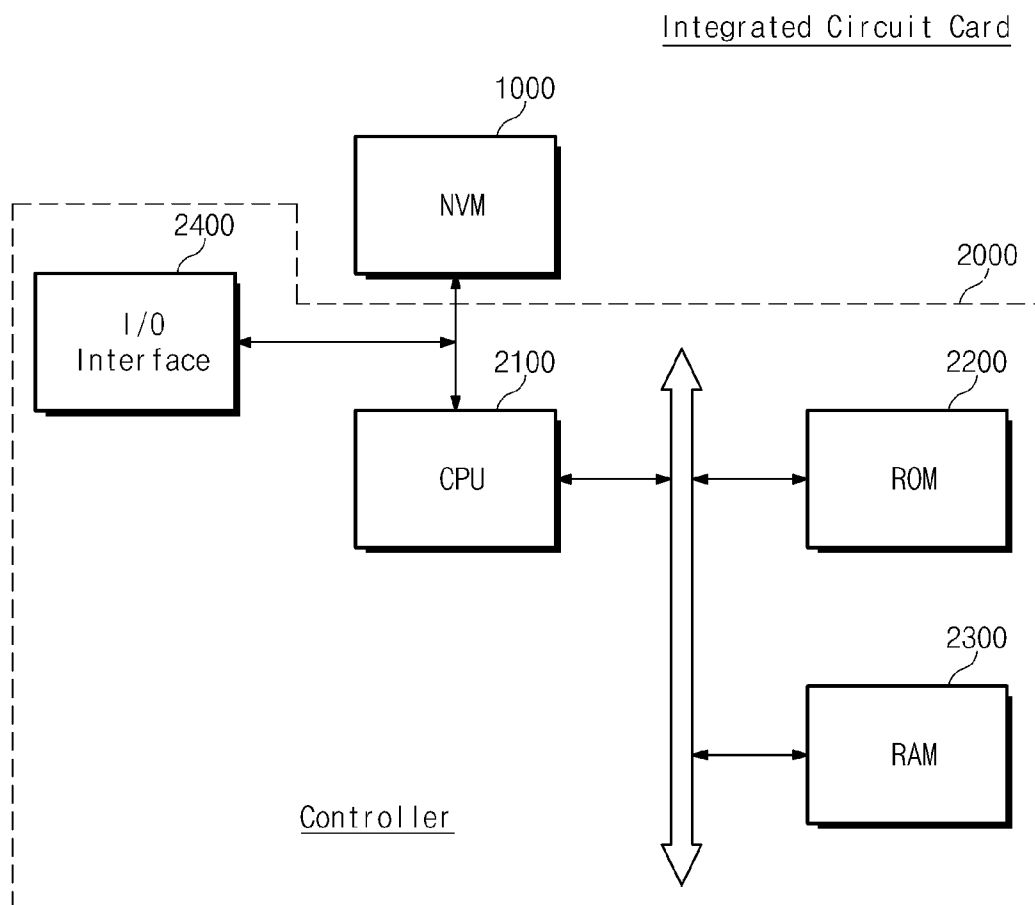 Integrated Circuit Card
1000
NVM
2400
I/O
Interface
2000
2100
CPU
2200
ROM
2300
RAM
Controller